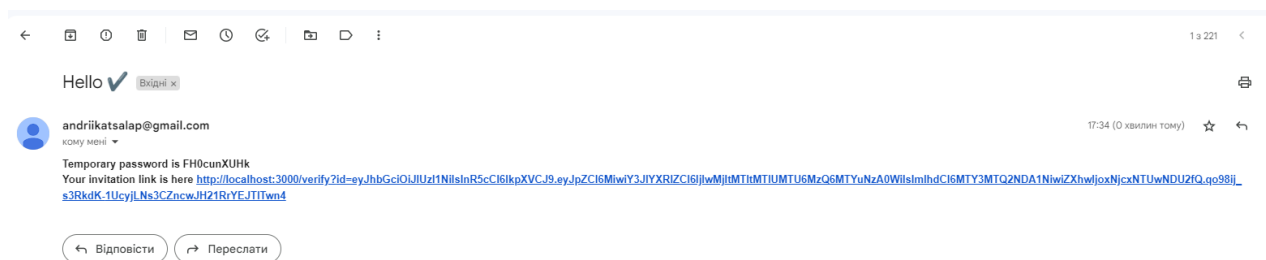 1 з 221
Hello ✔ Вхідні ×
andriikatsalap@gmail.com
17:34 (0 хвилин тому)
кому мені
Temporary password is FH0cunXUHk
Your invitation link is here http://localhost:3000/verify?id=eyJhbGciOiJIUzI1NiIsInR5cCI6IkpXVCJ9.eyJpZCI6MiwiY3JlYXRlZCI6IjIwMjItMTItMTlUMTU6MzQ6MTYuNzA0WiIsImlhdCI6MTY3MTQ2NDA1NiwiZXhwIjoxNjcxNTUwNDU2fQ.qo98ij_
s3RkdK-1UcyjLNs3CZncwJH21RrYEJTITwn4
Відповісти
Переслати